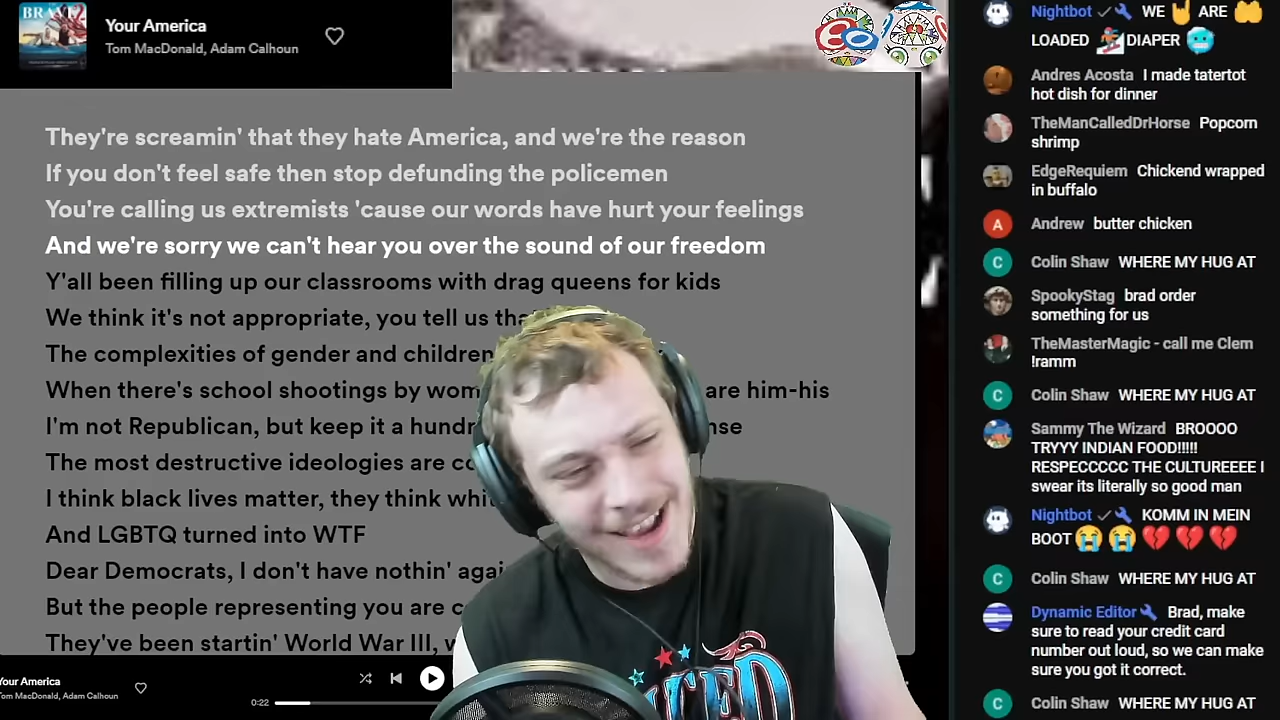 BRAVE
Your America
Tom MacDonald, Adam Calhoun
They're screamin' that they hate America, and we're the reason
If you don't feel safe then stop defunding the policemen
You're calling us extremists 'cause our words have hurt your feelings
And we're sorry we can't hear you over the sound of our freedom
Y'all been filling up our classrooms with drag queens for kids
We think it's not appropriate, you tell us
The complexities of gender and children
When there's school shootings by are him-his
I'm not Republican, but keep it a
The most destructive ideologies are
I think black lives matter, they think
And LGBTQ turned into WTF
Dear Democrats, I don't have nothin'
But the people representing you are
They've been startin' World War III,
Your America
Tom MacDonald, Adam Calhoun
0:22
Nightbot WE 🤘 ARE 🤲
LOADED 🏂 DIAPER 🥶
Andres Acosta I made tatertot
hot dish for dinner
TheManCalledDrHorse Popcorn
shrimp
EdgeRequiem Chickend wrapped
in buffalo
A
Andrew butter chicken
C
Colin Shaw WHERE MY HUG AT
SpookyStag brad order
something for us
TheMasterMagic - call me Clem
!ramm
C
Colin Shaw WHERE MY HUG AT
Sammy The Wizard BROOOO
TRYYY INDIAN FOOD!!!!!
RESPECCCCC THE CULTUREEEE I
swear its literally so good man
Nightbot KOMM IN MEIN
BOOT 😭 😭 💔 💔 💔
C
Colin Shaw WHERE MY HUG AT
Dynamic Editor Brad, make
sure to read your credit card
number out loud, so we can make
sure you got it correct.
C
Colin Shaw WHERE MY HUG AT